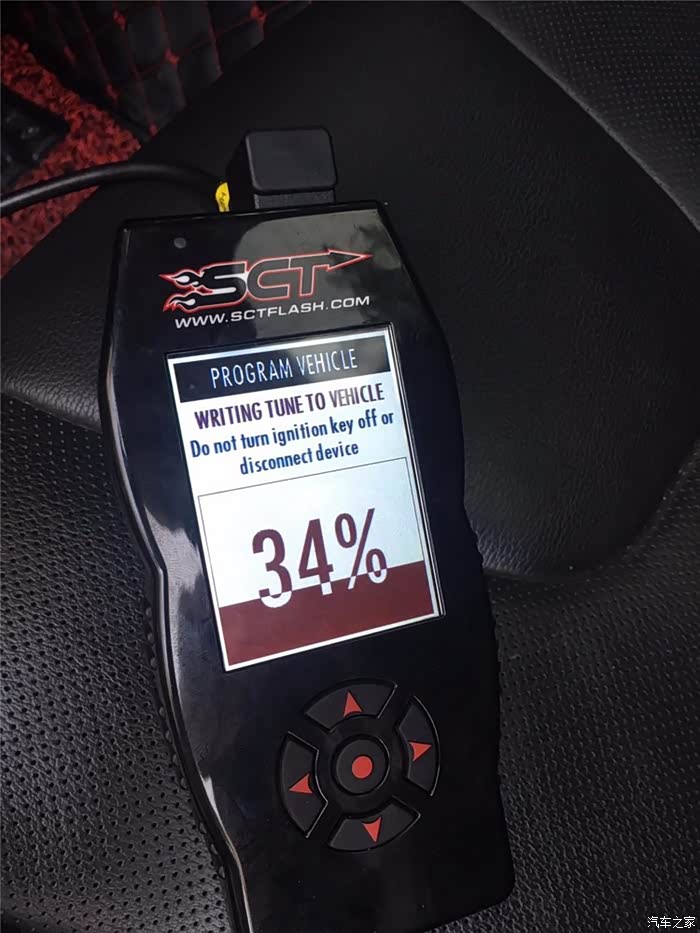 SCT
WWW.SCTFLASH.COM
PROGRAM VEHICLE
WRITING TUNE TO VEHICLE
Do not turn ignition key off or
disconnect device
34%
汽车之家